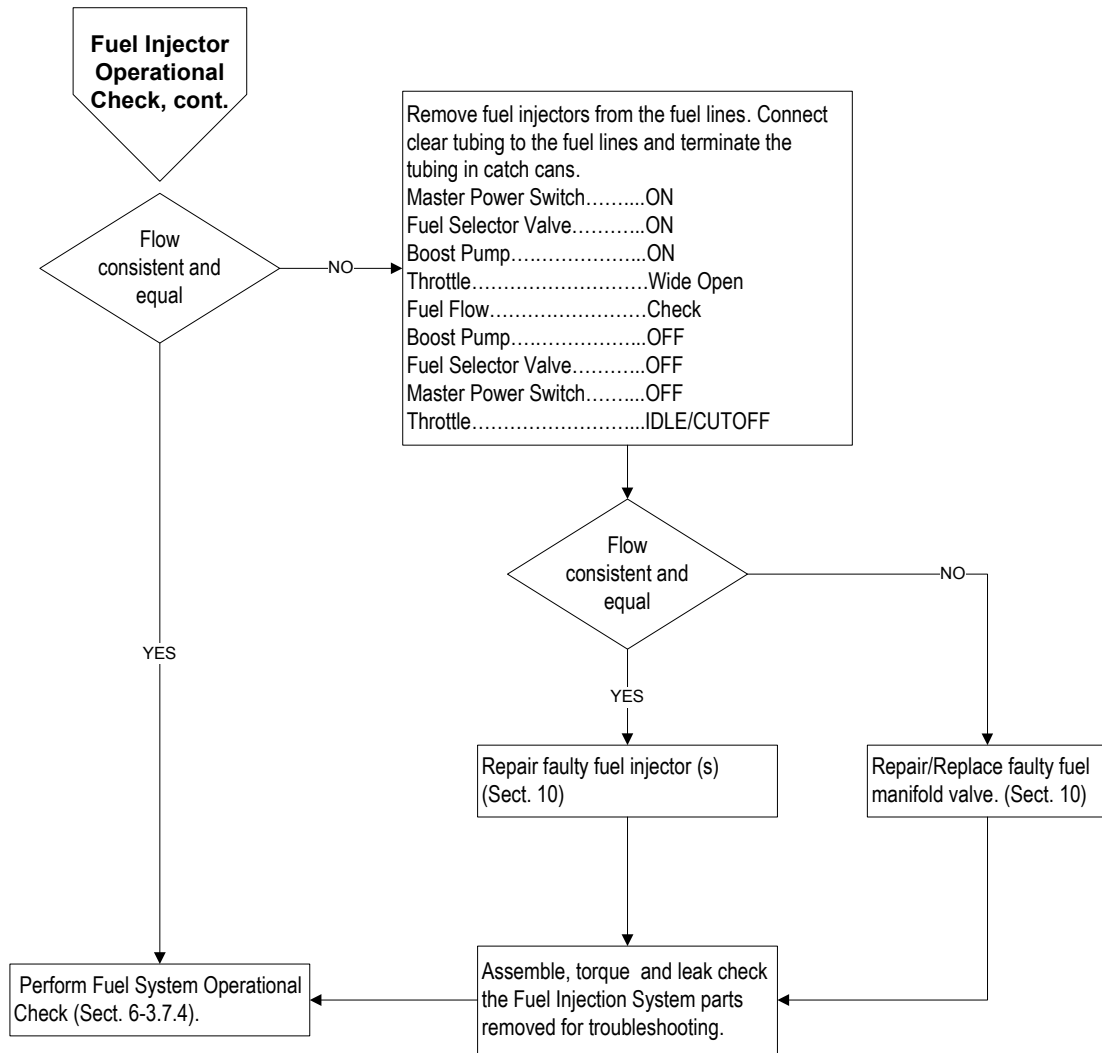 Fuel Injector
Operational
Check, cont.
Flow
consistent and
equal
NO
Remove fuel injectors from the fuel lines. Connect
clear tubing to the fuel lines and terminate the
tubing in catch cans.
Master Power Switch……...ON
Fuel Selector Valve………..ON
Boost Pump…………………..ON
Throttle……………………….Wide Open
Fuel Flow…………………….Check
Boost Pump…………………..OFF
Fuel Selector Valve………..OFF
Master Power Switch……...OFF
Throttle……………………...IDLE/CUTOFF
Flow
consistent and
equal
NO
YES
YES
Repair faulty fuel injector (s)
(Sect. 10)
Repair/Replace faulty fuel
manifold valve. (Sect. 10)
Perform Fuel System Operational
Check (Sect. 6-3.7.4).
Assemble, torque and leak check
the Fuel Injection System parts
removed for troubleshooting.